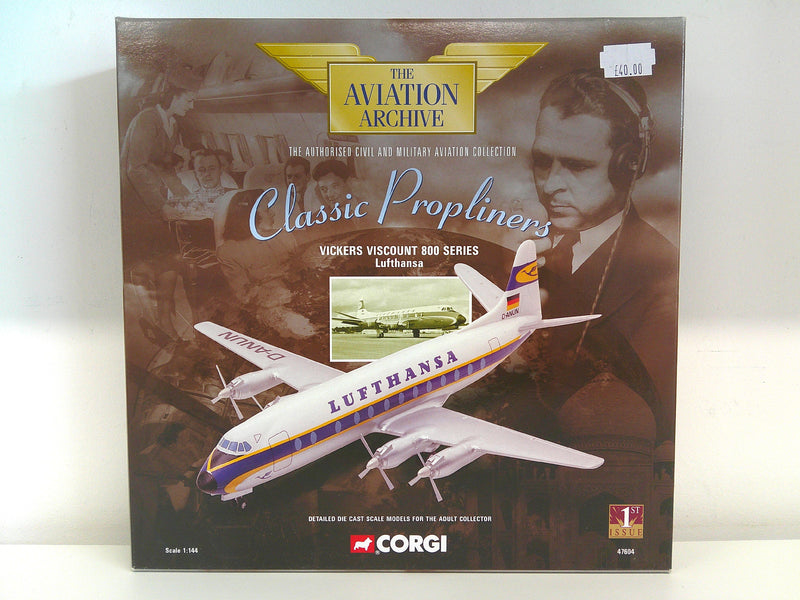 £40.00
THE
AVIATION
ARCHIVE
THE AUTHORISED CIVIL AND MILITARY AVIATION COLLECTION
Classic Propliners
VICKERS VISCOUNT 800 SERIES
Lufthansa
D-ANUN
D-ANUN
LUFTHANSA
DETAILED DIE CAST SCALE MODELS FOR THE ADULT COLLECTOR
1ST
ISSUE
Scale 1:144
CORGI
47604